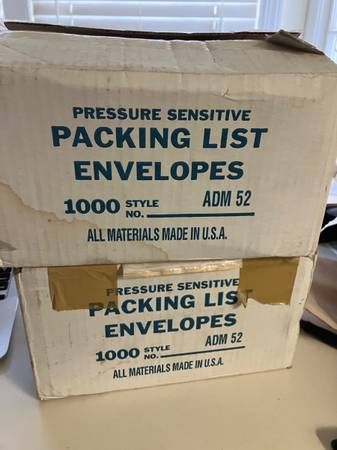 PRESSURE SENSITIVE
PACKING LIST
ENVELOPES
1000 STYLE NO. ADM 52
ALL MATERIALS MADE IN U.S.A.
PRESSURE SENSITIVE
PACKING LIST
ENVELOPES
1000 STYLE NO. ADM 52
ALL MATERIALS MADE IN U.S.A.